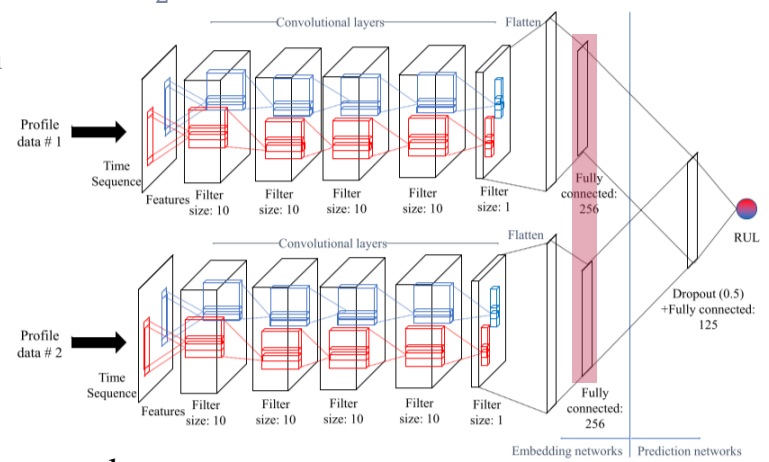 2
Convolutional layers
Flatten
Profile
data # 1
Time
Sequence
Features
Filter
size: 10
Filter
size: 10
Filter
size: 10
Filter
size: 10
Filter
size: 1
Fully
connected:
256
RUL
Convolutional layers
Flatten
Profile
data # 2
Time
Sequence
Features
Filter
size: 10
Filter
size: 10
Filter
size: 10
Filter
size: 10
Filter
size: 1
Fully
connected:
256
Dropout (0.5)
+Fully connected:
125
Embedding networks
Prediction networks